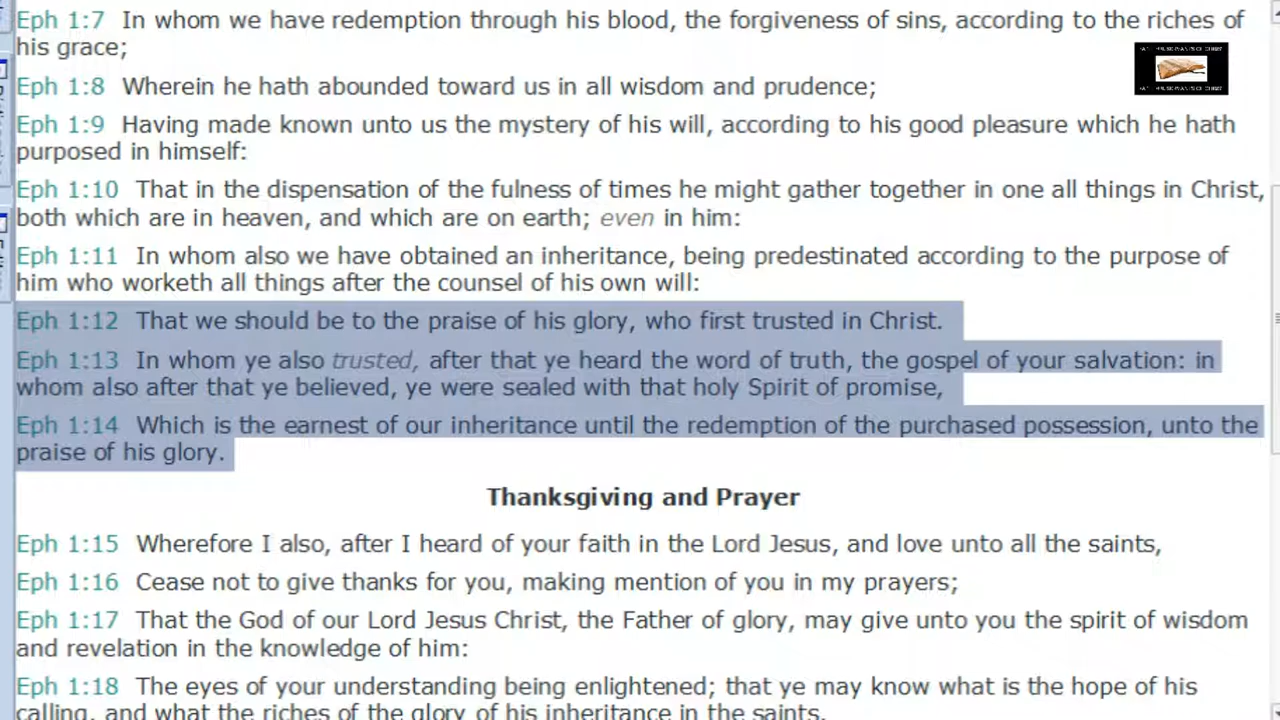 Eph 1:7 In whom we have redemption through his blood, the forgiveness of sins, according to the riches of
his grace;
Eph 1:8 Wherein he hath abounded toward us in all wisdom and prudence;
Eph 1:9 Having made known unto us the mystery of his will, according to his good pleasure which he hath
purposed in himself:
Eph 1:10 That in the dispensation of the fulness of times he might gather together in one all things in Christ,
both which are in heaven, and which are on earth; even in him:
Eph 1:11 In whom also we have obtained an inheritance, being predestinated according to the purpose of
him who worketh all things after the counsel of his own will:
Eph 1:12 That we should be to the praise of his glory, who first trusted in Christ.
Eph 1:13 In whom ye also trusted, after that ye heard the word of truth, the gospel of your salvation: in
whom also after that ye believed, ye were sealed with that holy Spirit of promise,
Eph 1:14 Which is the earnest of our inheritance until the redemption of the purchased possession, unto the
praise of his glory.
Thanksgiving and Prayer
Eph 1:15 Wherefore I also, after I heard of your faith in the Lord Jesus, and love unto all the saints,
Eph 1:16 Cease not to give thanks for you, making mention of you in my prayers;
Eph 1:17 That the God of our Lord Jesus Christ, the Father of glory, may give unto you the spirit of wisdom
and revelation in the knowledge of him:
Eph 1:18 The eyes of your understanding being enlightened; that ye may know what is the hope of his
calling, and what the riches of the glory of his inheritance in the saints,